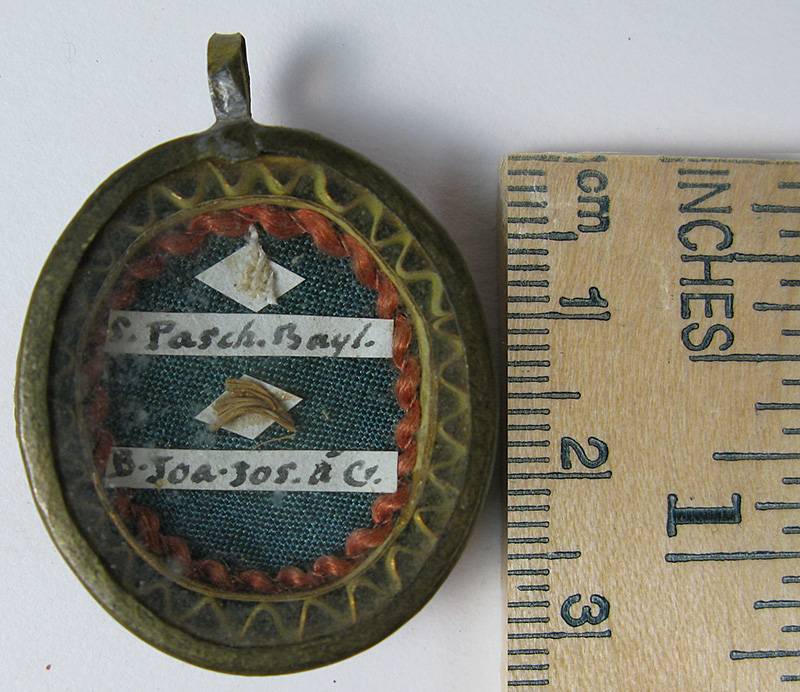 S. Pasch. Bayl.
B. Joa. Jos. á Cr.
cm
INCHES
1
2
3
1